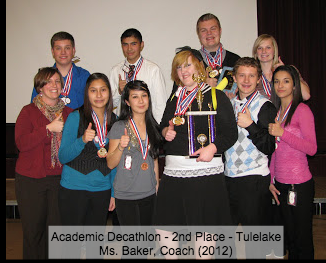 Academic Decathlon - 2nd Place - Tulelake
Ms. Baker, Coach (2012)